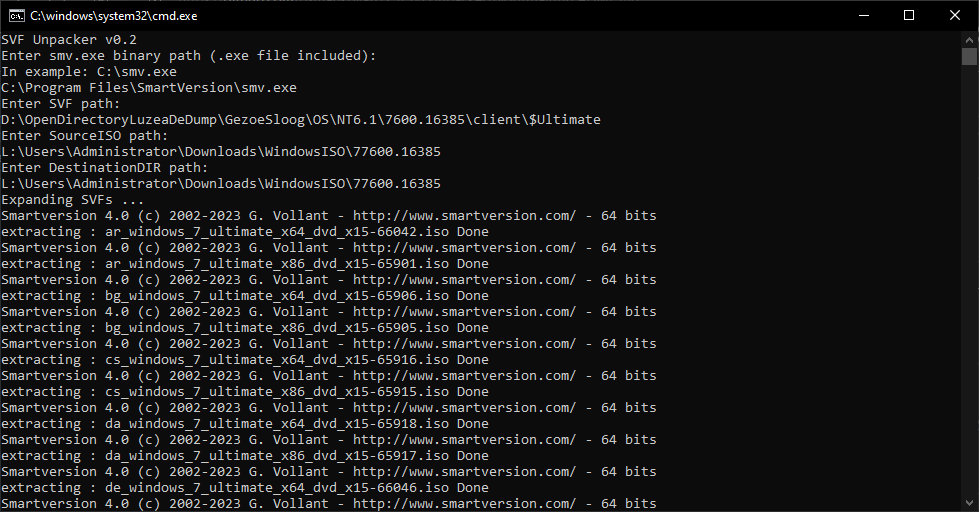 C:\windows\system32\cmd.exe
SVF Unpacker v0.2
Enter smv.exe binary path (.exe file included):
In example: C:\smv.exe
C:\Program Files\SmartVersion\smv.exe
Enter SVF path:
D:\OpenDirectoryLuzeaDeDump\GezoeSloog\OS\NT6.1\7600.16385\client\$Ultimate
Enter SourceISO path:
L:\Users\Administrator\Downloads\WindowsISO\77600.16385
Enter DestinationDIR path:
L:\Users\Administrator\Downloads\WindowsISO\77600.16385
Expanding SVFs ...
Smartversion 4.0 (c) 2002-2023 G. Vollant - http://www.smartversion.com/ - 64 bits
extracting : ar_windows_7_ultimate_x64_dvd_x15-66042.iso Done
Smartversion 4.0 (c) 2002-2023 G. Vollant - http://www.smartversion.com/ - 64 bits
extracting : ar_windows_7_ultimate_x86_dvd_x15-65901.iso Done
Smartversion 4.0 (c) 2002-2023 G. Vollant - http://www.smartversion.com/ - 64 bits
extracting : bg_windows_7_ultimate_x64_dvd_x15-65906.iso Done
Smartversion 4.0 (c) 2002-2023 G. Vollant - http://www.smartversion.com/ - 64 bits
extracting : bg_windows_7_ultimate_x86_dvd_x15-65905.iso Done
Smartversion 4.0 (c) 2002-2023 G. Vollant - http://www.smartversion.com/ - 64 bits
extracting : cs_windows_7_ultimate_x64_dvd_x15-65916.iso Done
Smartversion 4.0 (c) 2002-2023 G. Vollant - http://www.smartversion.com/ - 64 bits
extracting : cs_windows_7_ultimate_x86_dvd_x15-65915.iso Done
Smartversion 4.0 (c) 2002-2023 G. Vollant - http://www.smartversion.com/ - 64 bits
extracting : da_windows_7_ultimate_x64_dvd_x15-65918.iso Done
Smartversion 4.0 (c) 2002-2023 G. Vollant - http://www.smartversion.com/ - 64 bits
extracting : da_windows_7_ultimate_x86_dvd_x15-65917.iso Done
Smartversion 4.0 (c) 2002-2023 G. Vollant - http://www.smartversion.com/ - 64 bits
extracting : de_windows_7_ultimate_x64_dvd_x15-66046.iso Done
Smartversion 4.0 (c) 2002-2023 G. Vollant - http://www.smartversion.com/ - 64 bits